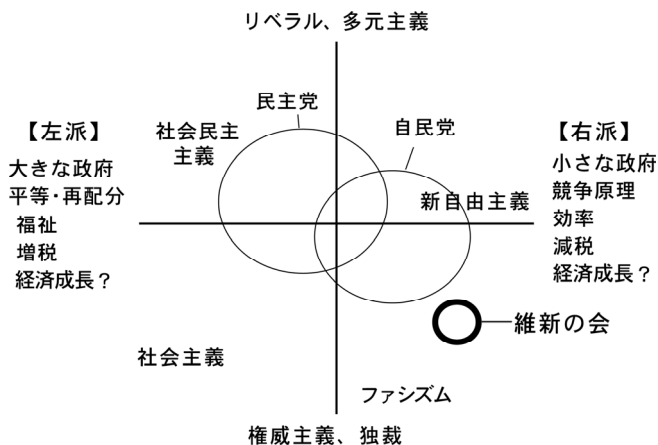 リベラル、多元主義
民主党
自民党
社会民主
主義
【左派】
大きな政府
平等・再配分
福祉
増税
経済成長？
【右派】
小さな政府
競争原理
効率
減税
経済成長？
新自由主義
維新の会
社会主義
ファシズム
権威主義、独裁